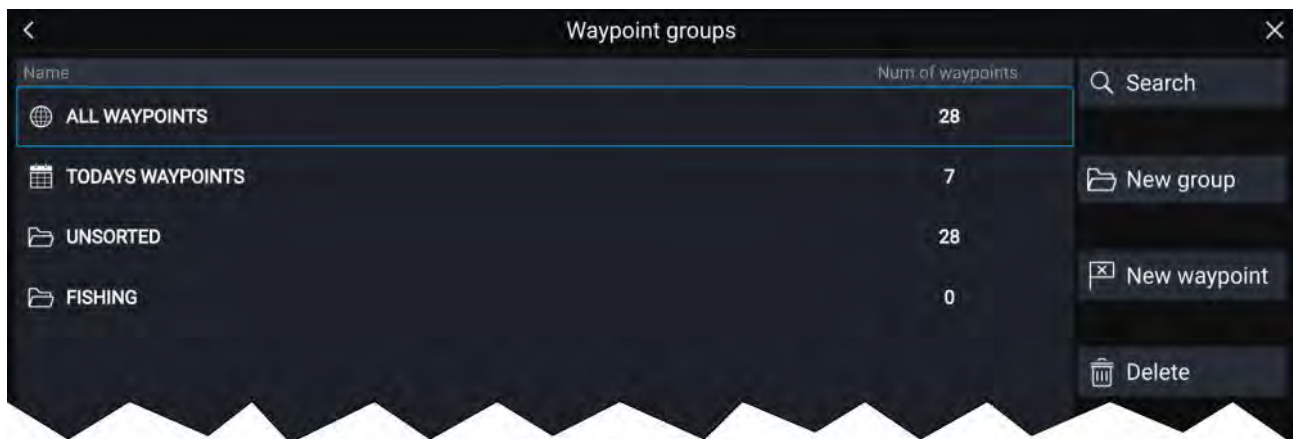 Waypoint groups
Name Num of waypoints
ALL WAYPOINTS 28
TODAYS WAYPOINTS 7
UNSORTED 28
FISHING 0
Search
New group
New waypoint
Delete